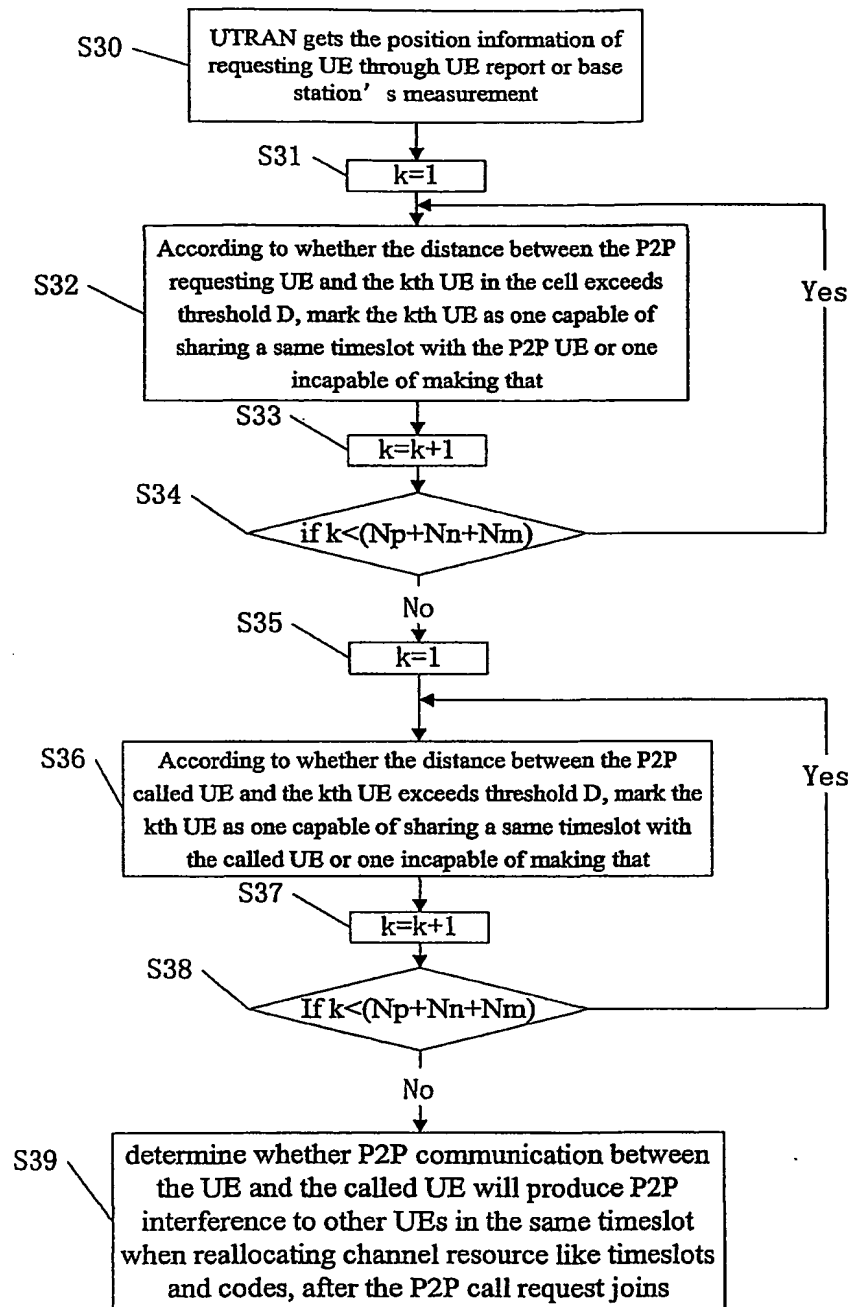 S30
UTRAN gets the position information of
requesting UE through UE report or base
station' s measurement
S31
k=1
S32
According to whether the distance between the P2P
requesting UE and the kth UE in the cell exceeds
threshold D, mark the kth UE as one capable of
sharing a same timeslot with the P2P UE or one
incapable of making that
Yes
S33
k=k+1
S34
if k<(Np+Nn+Nm)
No
S35
k=1
S36
According to whether the distance between the P2P
called UE and the kth UE exceeds threshold D, mark the
kth UE as one capable of sharing a same timeslot with
the called UE or one incapable of making that
Yes
S37
k=k+1
S38
If k<(Np+Nn+Nm)
No
S39
determine whether P2P communication between
the UE and the called UE will produce P2P
interference to other UEs in the same timeslot
when reallocating channel resource like timeslots
and codes, after the P2P call request joins